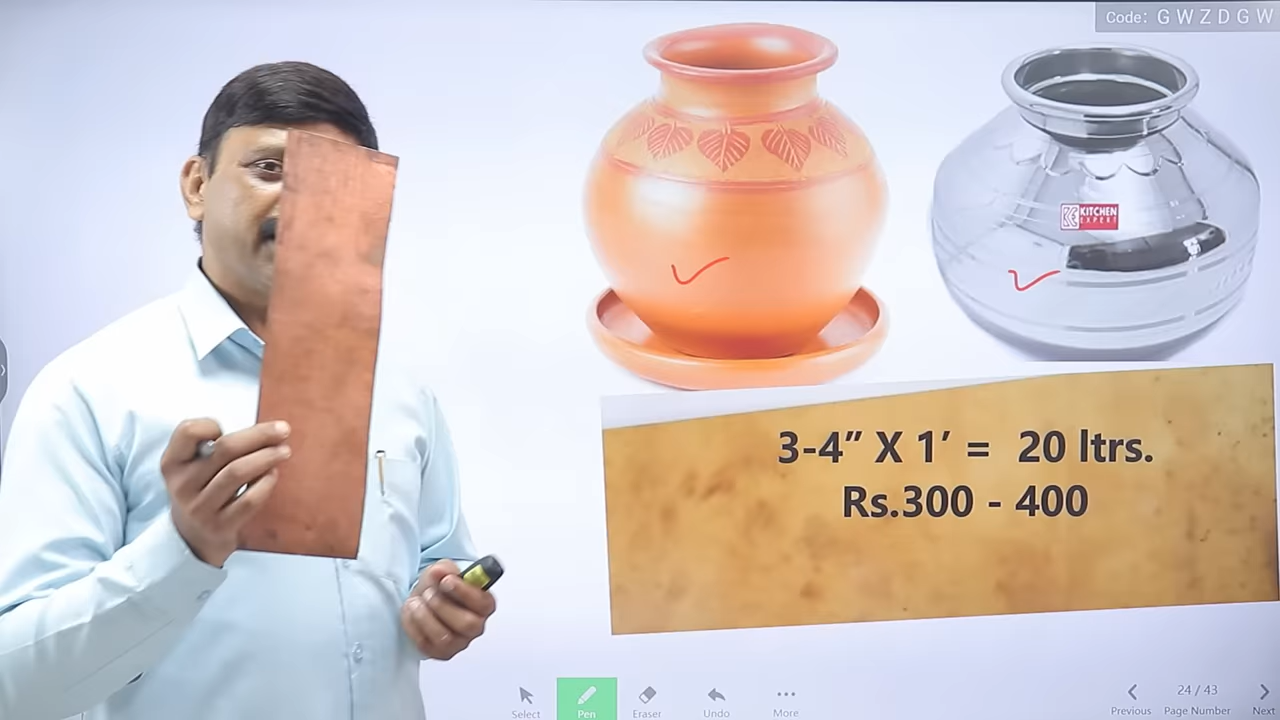 Code: G W Z D G W
KITCHEN
EXPERT
3-4” X 1’ = 20 ltrs.
Rs.300 - 400
Select
Pen
Eraser
Undo
More
Previous
24 / 43
Page Number
Next